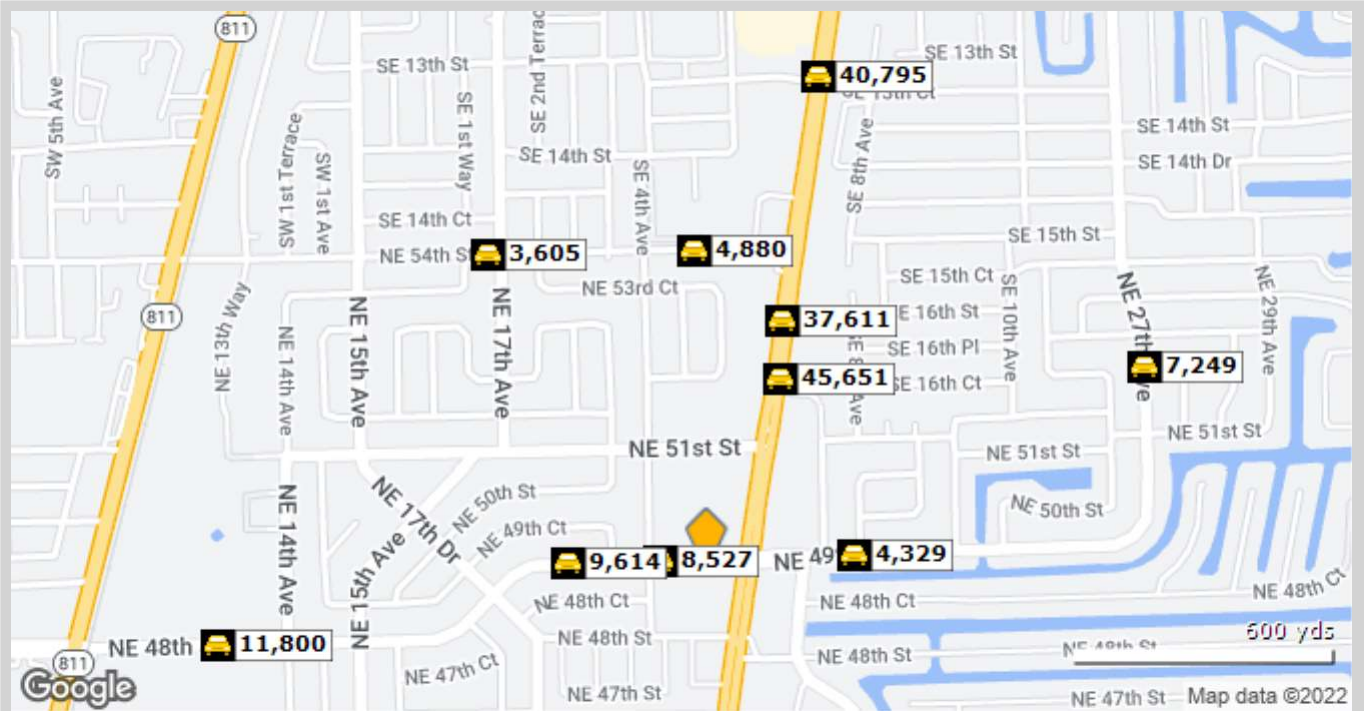 811
SE 13th St
SE 2nd Terrac
SE 13th St
40,795
SE 13th Ct
SW 5th Ave
SE 1st Way
SW 1st Terrace
SW 1st Ave
SE 14th St
SE 4th Ave
SE 8th Ave
SE 14th St
SE 14th Dr
SE 14th Ct
NE 54th S
3,605
4,880
SE 15th St
SE 15th Ct
NE 53rd Ct
811
NE 13th Way
NE 14th Ave
NE 15th Ave
NE 17th Ave
37,611
E 16th St
SE 16th Pl
SE 10th Ave
NE 27th
ve
NE 29th Ave
7,249
45,651
SE 16th Ct
Ave
NE 51st St
NE 51st St
NE 51st St
NE 14th Ave
NE 17th Dr
NE 15th Ave
NE 50th St
NE 49th Ct
NE 50th St
9,614
8,527
NE 49
4,329
NE 48th Ct
NE 48th Ct
NE 48th Ct
NE 48th
11,800
NE 48th St
NE 48th St
600 yds
NE 48th St
811
NE 47th Ct
NE 47th St
NE 47th St
Google
Map data ©2022